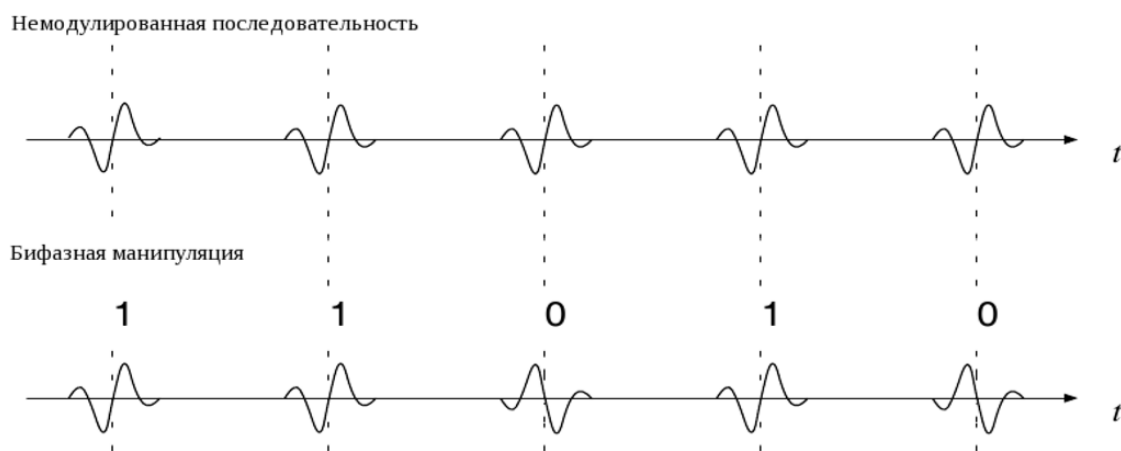 Немодулированная последовательность
t
Бифазная манипуляция
1 1 0 1 0
t